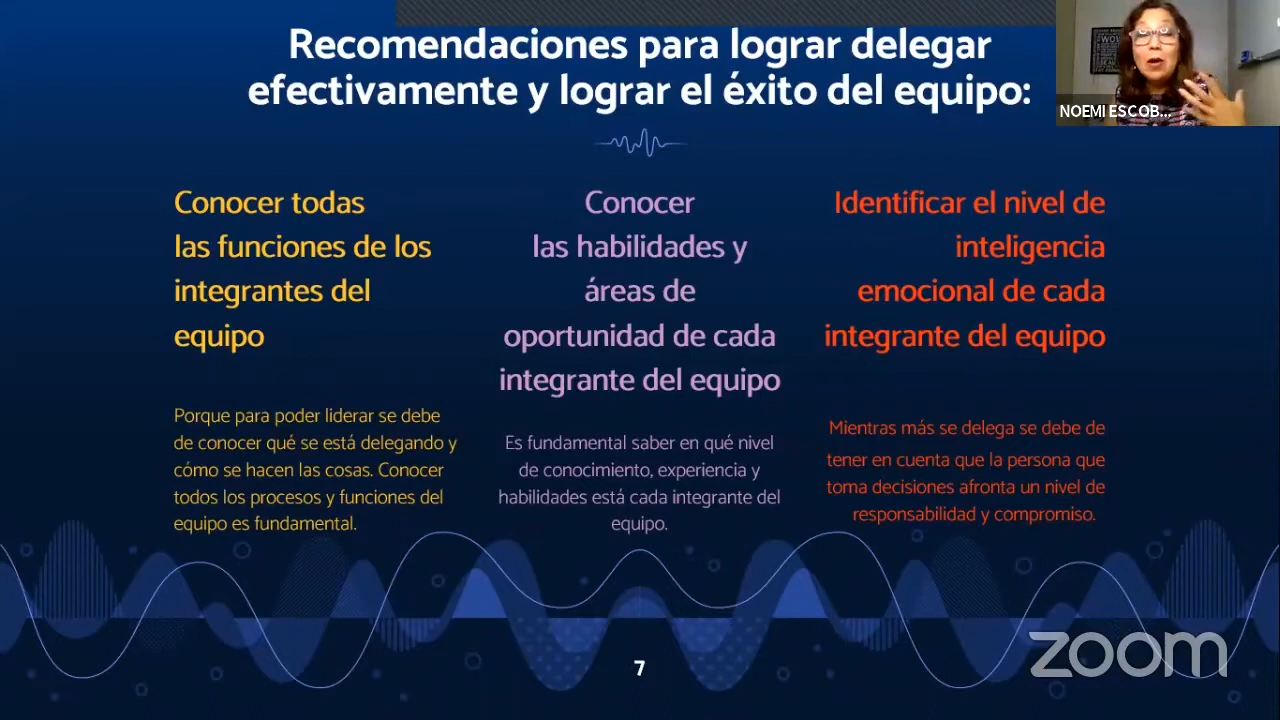 Recomendaciones para lograr delegar
efectivamente y lograr el éxito del equipo:
NOEMI ESCOB...
Conocer todas
las funciones de los
integrantes del
equipo
Porque para poder liderar se debe
de conocer qué se está delegando y
cómo se hacen las cosas. Conocer
todos los procesos y funciones del
equipo es fundamental.
Conocer
las habilidades y
áreas de
oportunidad de cada
integrante del equipo
Es fundamental saber en qué nivel
de conocimiento, experiencia y
habilidades está cada integrante del
equipo.
Identificar el nivel de
inteligencia
emocional de cada
integrante del equipo
Mientras más se delega se debe de
tener en cuenta que la persona que
toma decisiones afronta un nivel de
responsabilidad y compromiso.
7
zoom